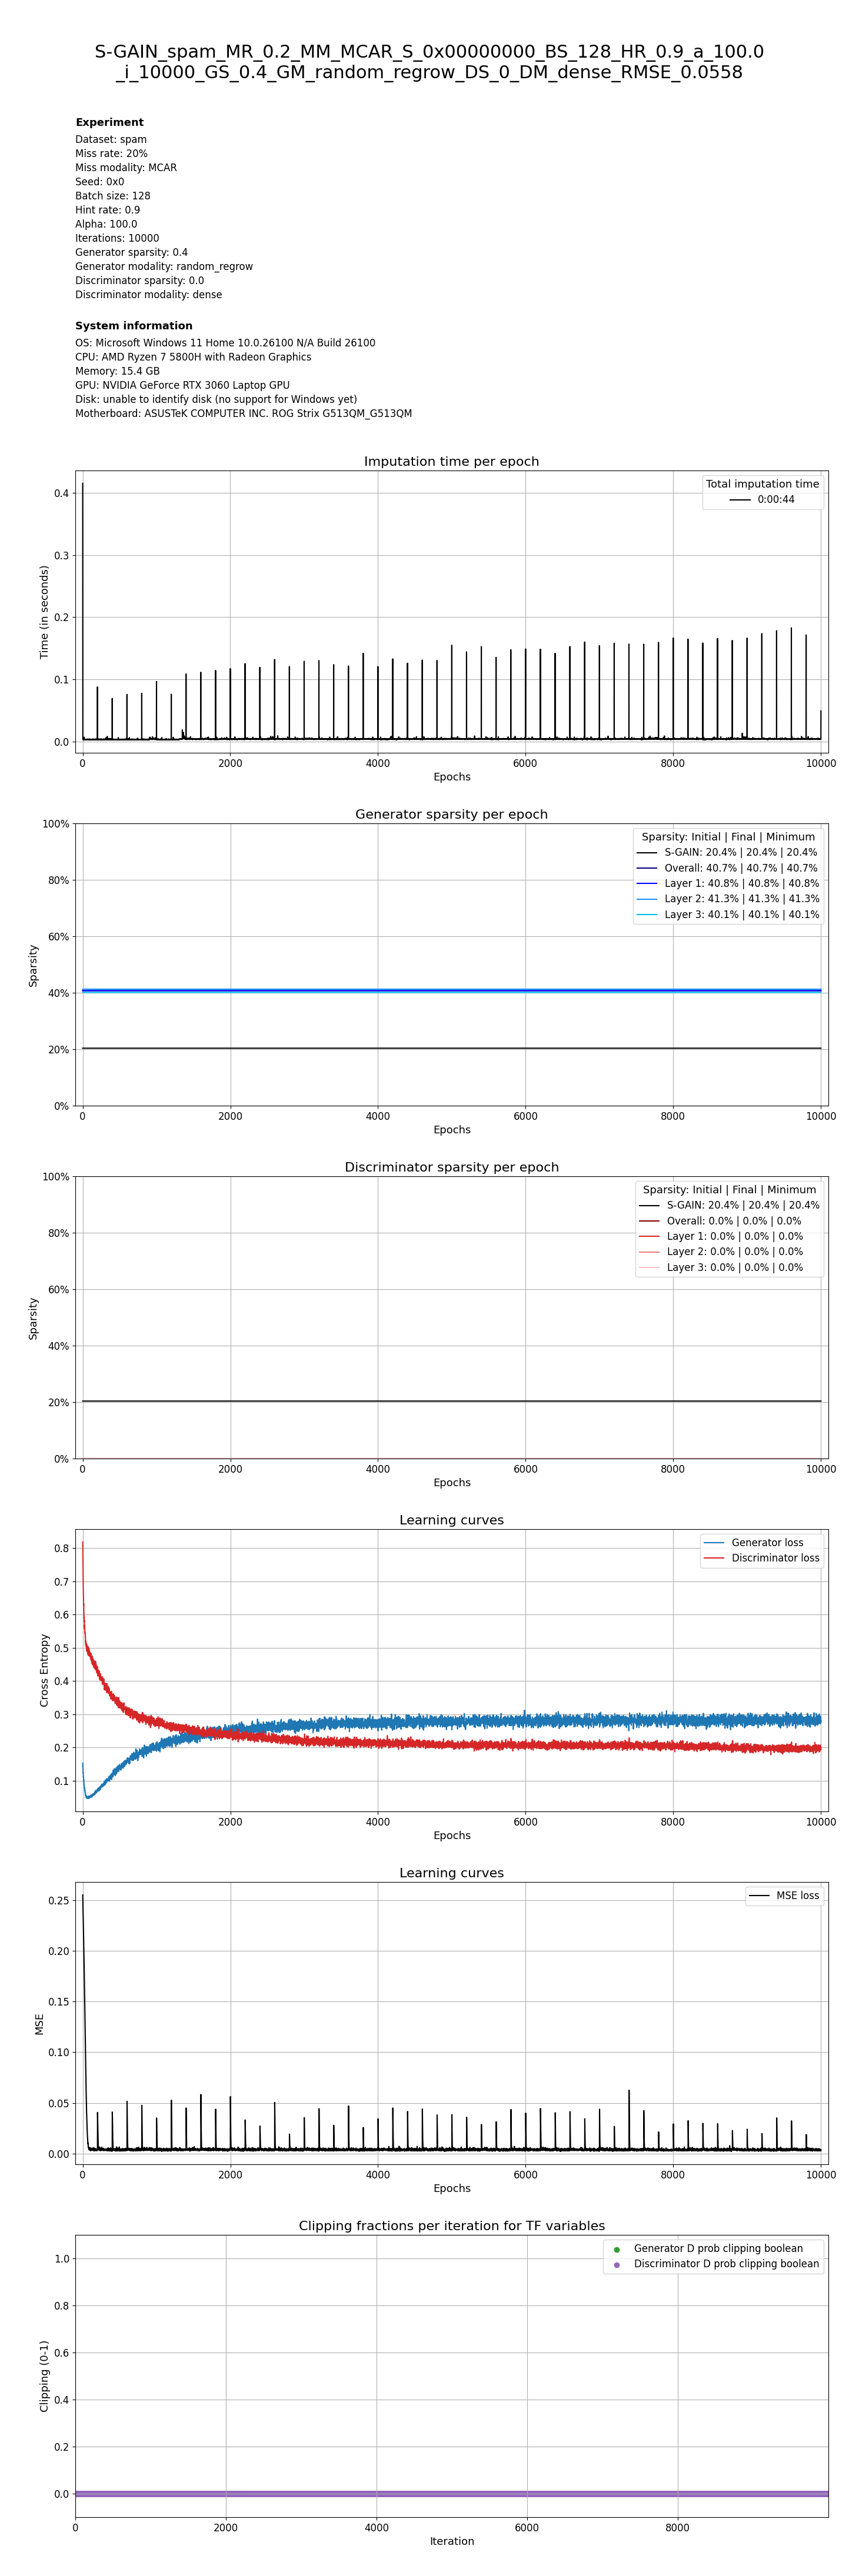 S-GAIN_spam_MR_0.2_MM_MCAR_S_0x00000000_BS_128_HR_0.9_a_100.0
_i_10000_GS_0.4_GM_random_regrow_DS_0_DM_dense_RMSE_0.0558
Experiment
Dataset: spam
Miss rate: 20%
Miss modality: MCAR
Seed: 0x0
Batch size: 128
Hint rate: 0.9
Alpha: 100.0
Iterations: 10000
Generator sparsity: 0.4
Generator modality: random_regrow
Discriminator sparsity: 0.0
Discriminator modality: dense
System information
OS: Microsoft Windows 11 Home 10.0.26100 N/A Build 26100
CPU: AMD Ryzen 7 5800H with Radeon Graphics
Memory: 15.4 GB
GPU: NVIDIA GeForce RTX 3060 Laptop GPU
Disk: unable to identify disk (no support for Windows yet)
Motherboard: ASUSTeK COMPUTER INC. ROG Strix G513QM_G513QM
Imputation time per epoch
Total imputation time
0:00:44
0.4
0.3
0.2
0.1
0.0
Time (in seconds)
0 2000 4000 6000 8000 10000
Epochs
Generator sparsity per epoch
Sparsity: Initial | Final | Minimum
S-GAIN: 20.4% | 20.4% | 20.4%
Overall: 40.7% | 40.7% | 40.7%
Layer 1: 40.8% | 40.8% | 40.8%
Layer 2: 41.3% | 41.3% | 41.3%
Layer 3: 40.1% | 40.1% | 40.1%
100%
80%
60%
40%
20%
0%
Sparsity
0 2000 4000 6000 8000 10000
Epochs
Discriminator sparsity per epoch
Sparsity: Initial | Final | Minimum
S-GAIN: 20.4% | 20.4% | 20.4%
Overall: 0.0% | 0.0% | 0.0%
Layer 1: 0.0% | 0.0% | 0.0%
Layer 2: 0.0% | 0.0% | 0.0%
Layer 3: 0.0% | 0.0% | 0.0%
100%
80%
60%
40%
20%
0%
Sparsity
0 2000 4000 6000 8000 10000
Epochs
Learning curves
Generator loss
Discriminator loss
0.8
0.7
0.6
0.5
0.4
0.3
0.2
0.1
Cross Entropy
0 2000 4000 6000 8000 10000
Epochs
Learning curves
MSE loss
0.25
0.20
0.15
0.10
0.05
0.00
MSE
0 2000 4000 6000 8000 10000
Epochs
Clipping fractions per iteration for TF variables
Generator D prob clipping boolean
Discriminator D prob clipping boolean
1.0
0.8
0.6
0.4
0.2
0.0
Clipping (0-1)
0 2000 4000 6000 8000
Iteration